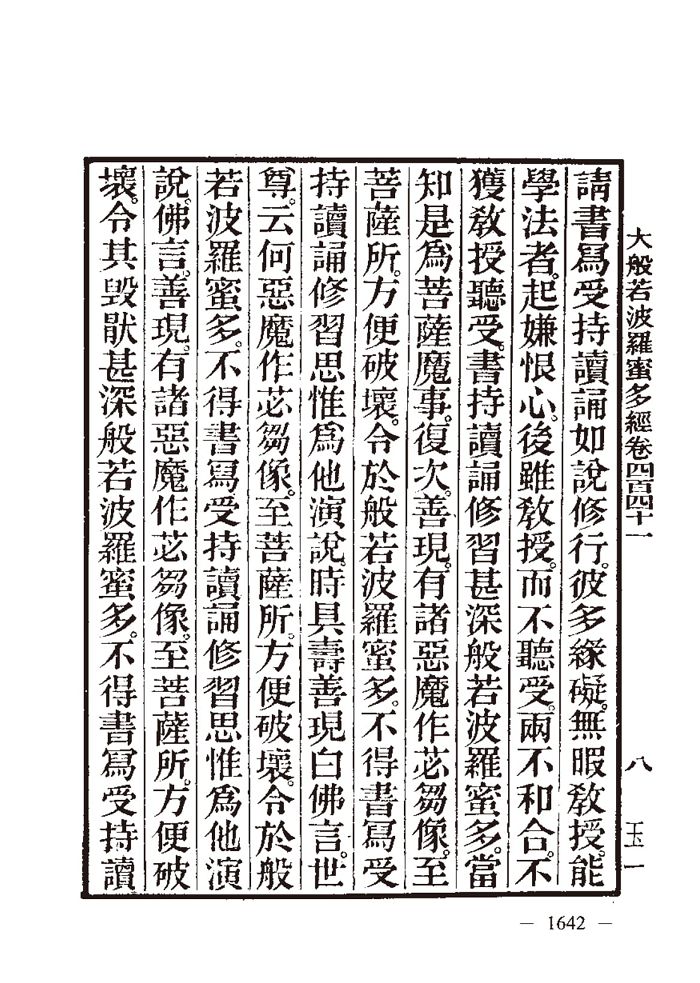 大般若波羅蜜多經卷四百四十一 八 玉一
請書寫受持讀誦如說修行。彼多緣礙。無暇教授。能
學法者。起嫌恨心。後雖教授。而不聽受。兩不和合。不
獲教授聽受。書持讀誦修習甚深般若波羅蜜多。當
知是爲菩薩魔事。復次。善現。有諸惡魔作苾芻像。至
菩薩所。方便破壞。令於般若波羅蜜多。不得書寫受
持讀誦修習思惟爲他演說。時具壽善現白佛言。世
尊。云何惡魔作苾芻像。至菩薩所。方便破壞。令於般
若波羅蜜多。不得書寫受持讀誦修習思惟爲他演
說。佛言。善現。有諸惡魔作苾芻像。至菩薩所。方便破
壞。令其毀猒甚深般若波羅蜜多。不得書寫受持讀
— 1642 —